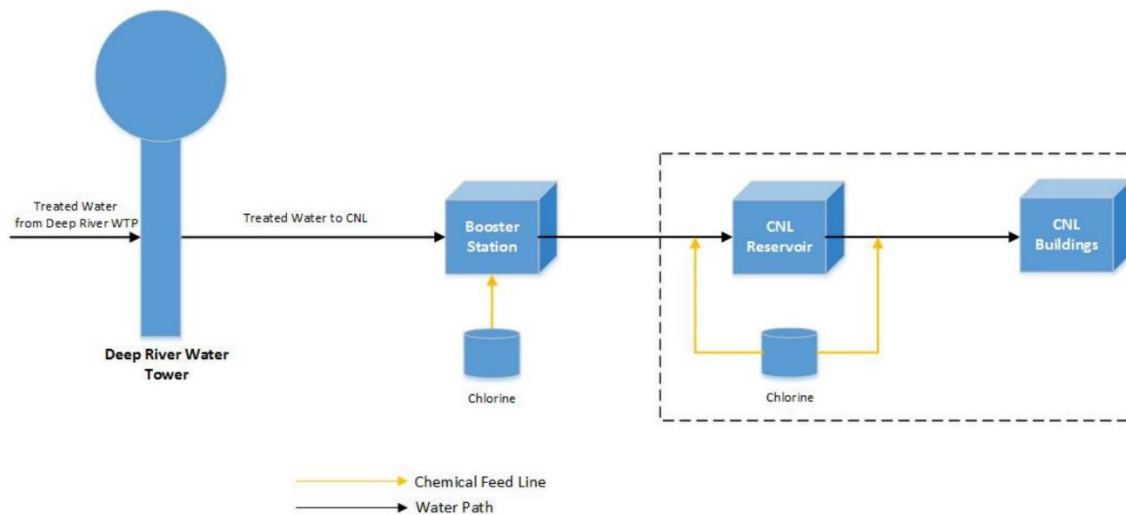 Treated Water
from Deep River WTP
Treated Water to CNL
Booster
Station
CNL
Reservoir
CNL
Buildings
Deep River Water
Tower
Chlorine
Chlorine
Chemical Feed Line
Water Path